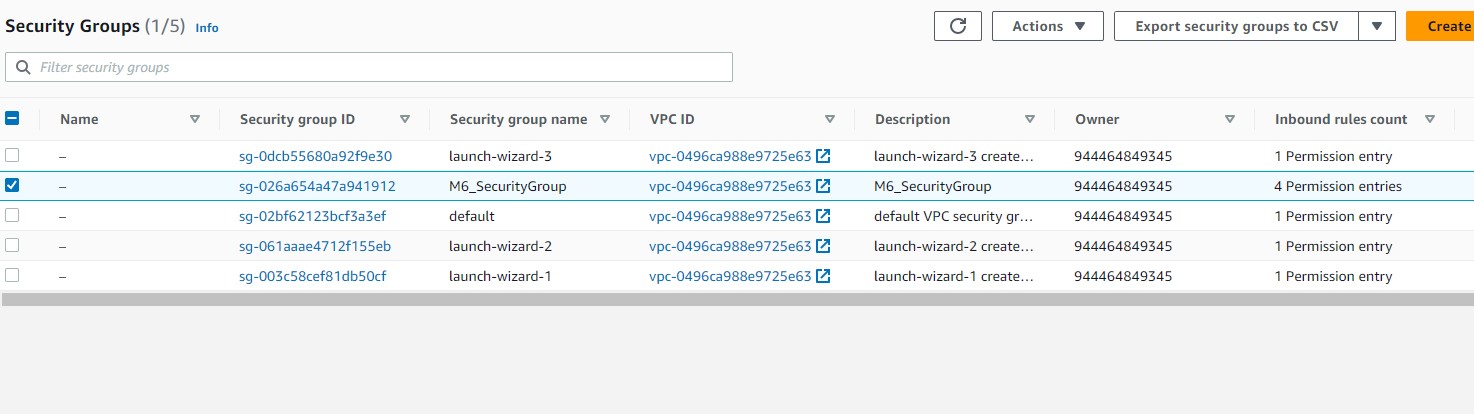 Security Groups (1/5) Info Actions Export security groups to CSV Create
Filter security groups
Name Security group ID Security group name VPC ID Description Owner Inbound rules count
– sg-0dcb55680a92f9e30 launch-wizard-3 vpc-0496ca988e9725e63 launch-wizard-3 create... 944464849345 1 Permission entry
– sg-026a654a47a941912 M6_SecurityGroup vpc-0496ca988e9725e63 M6_SecurityGroup 944464849345 4 Permission entries
– sg-02bf62123bcf3a3ef default vpc-0496ca988e9725e63 default VPC security gr... 944464849345 1 Permission entry
– sg-061aaae4712f155eb launch-wizard-2 vpc-0496ca988e9725e63 launch-wizard-2 create... 944464849345 1 Permission entry
– sg-003c58cef81db50cf launch-wizard-1 vpc-0496ca988e9725e63 launch-wizard-1 create... 944464849345 1 Permission entry